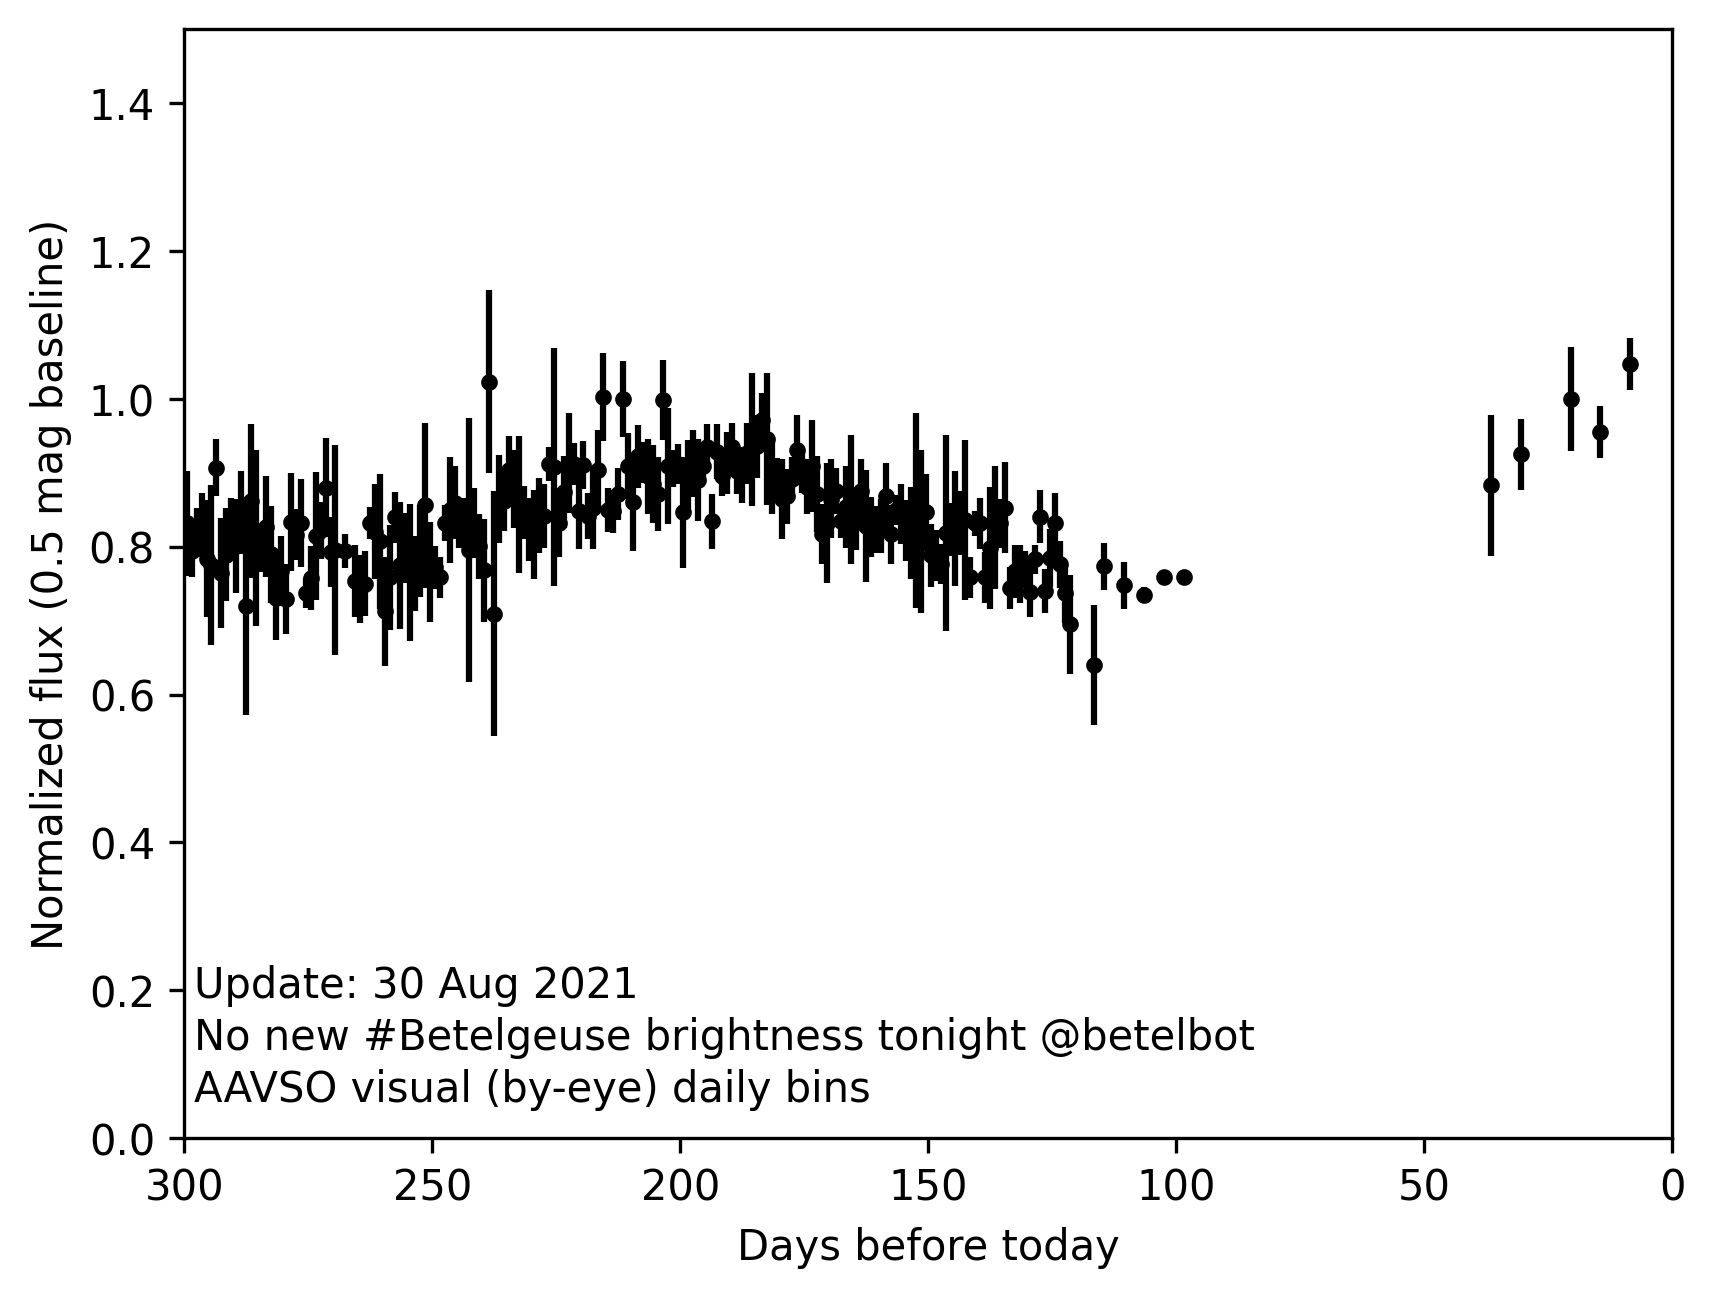 1.4
1.2
1.0
0.8
0.6
0.4
0.2
0.0
Normalized flux (0.5 mag baseline)
Update: 30 Aug 2021
No new #Betelgeuse brightness tonight @betelbot
AAVSO visual (by-eye) daily bins
300 250 200 150 100 50 0
Days before today